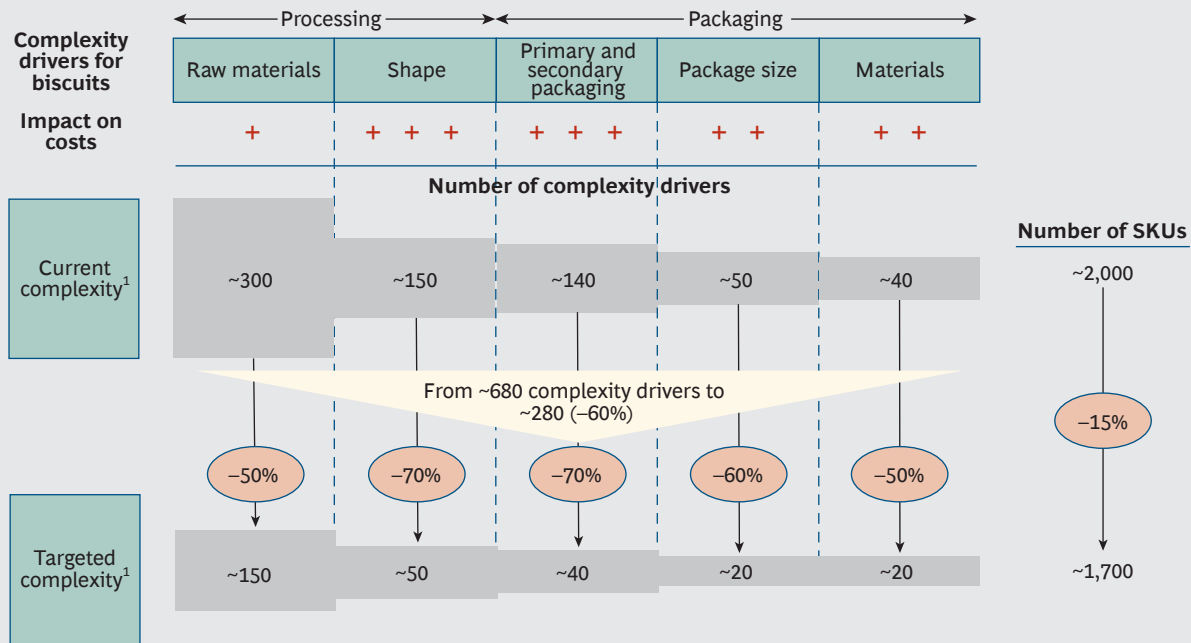 Processing
Packaging
Complexity
drivers for
biscuits
Raw materials
Shape
Primary and
secondary
packaging
Package size
Materials
Impact on
costs
+
+ + +
+ + +
+ +
+ +
Number of complexity drivers
Number of SKUs
Current
complexity¹
~300
~150
~140
~50
~40
~2,000
From ~680 complexity drivers to
~280 (–60%)
–50%
–70%
–70%
–60%
–50%
–15%
Targeted
complexity¹
~150
~50
~40
~20
~20
~1,700